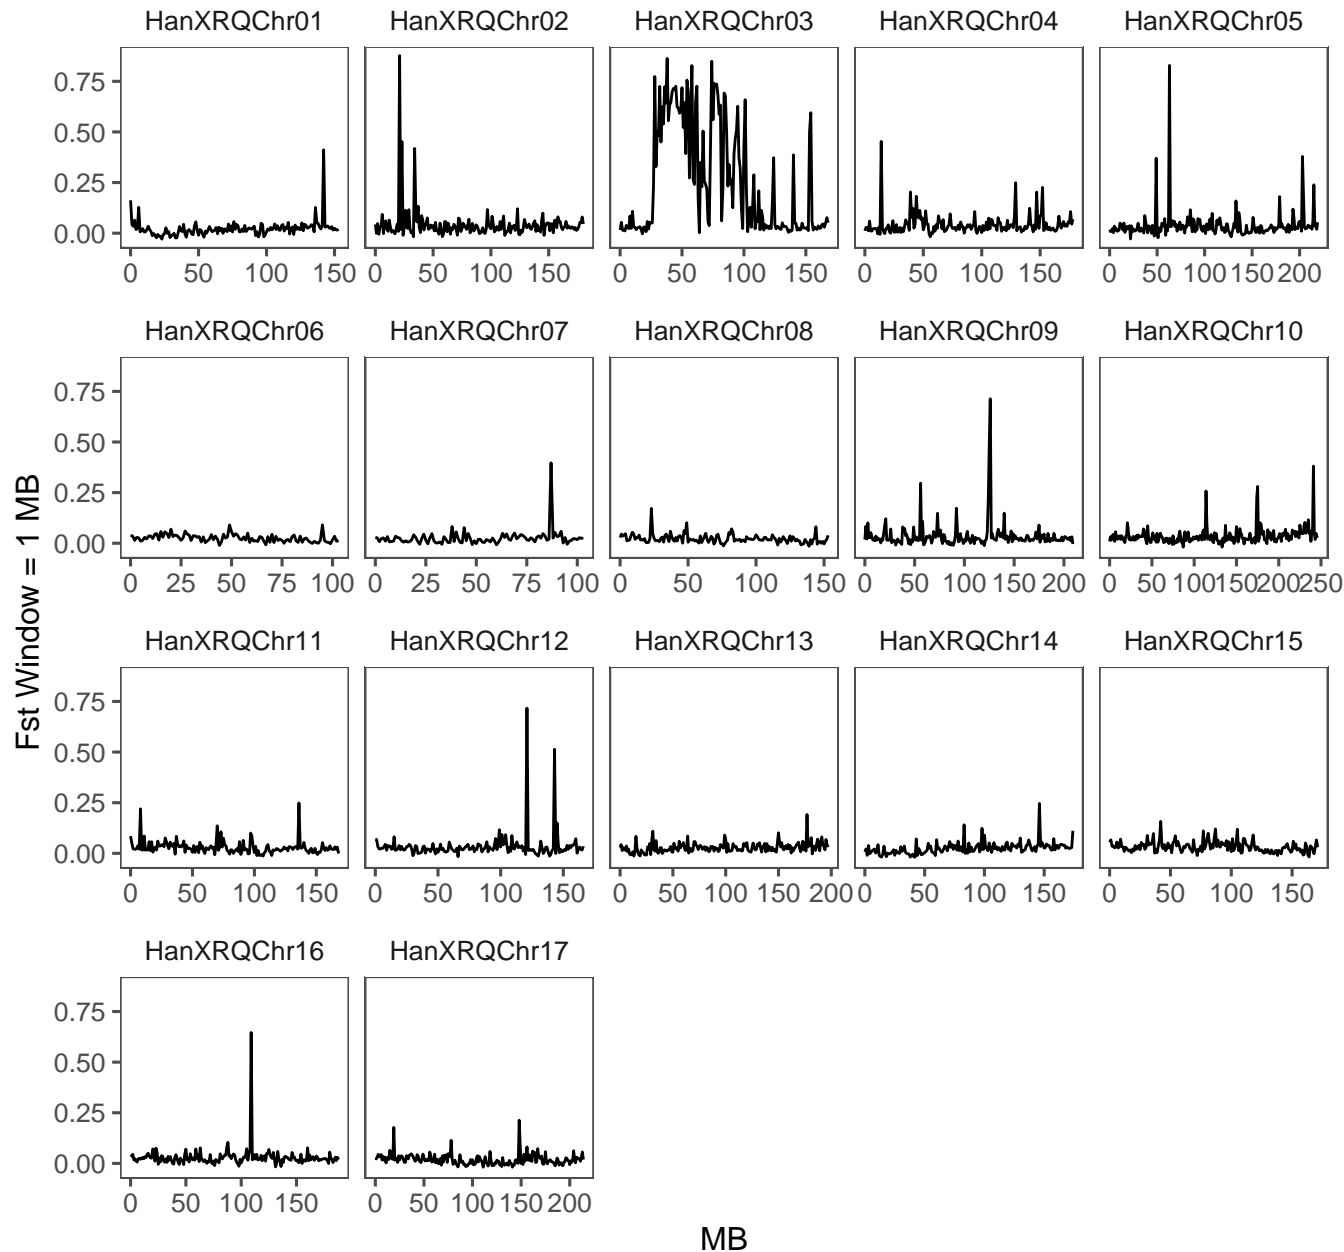 HanXRQChr01 HanXRQChr02 HanXRQChr03 HanXRQChr04 HanXRQChr05
0.75
0.50
0.25
0.00
0 50 100 150 0 50 100 150 0 50 100 150 0 50 100 150 0 50 100 150 200
HanXRQChr06 HanXRQChr07 HanXRQChr08 HanXRQChr09 HanXRQChr10
0.75
0.50
0.25
0.00
0 25 50 75 100 0 25 50 75 100 0 50 100 150 0 50 100 150 200 0 50 100 150 200 250
HanXRQChr11 HanXRQChr12 HanXRQChr13 HanXRQChr14 HanXRQChr15
0.75
0.50
0.25
0.00
0 50 100 150 0 50 100 150 0 50 100 150 200 0 50 100 150 0 50 100 150
HanXRQChr16 HanXRQChr17
0.75
0.50
0.25
0.00
0 50 100 150 0 50 100 150 200
Fst Window = 1 MB
MB